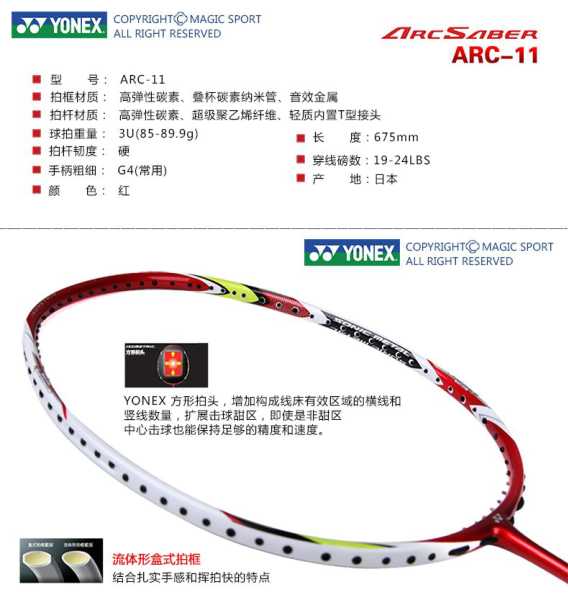 YONEX COPYRIGHT© MAGIC SPORT
ALL RIGHT RESERVED
ARCSABER
ARC-11
型 号： ARC-11
拍框材质： 高弹性碳素、叠杯碳素纳米管、音效金属
拍杆材质： 高弹性碳素、超级聚乙烯纤维、轻质内置T型接头
球拍重量： 3U(85-89.9g)
拍杆韧度： 硬
手柄粗细： G4(常用)
颜 色： 红
长 度：675mm
穿线磅数：19-24LBS
产 地：日本
YONEX COPYRIGHT© MAGIC SPORT
ALL RIGHT RESERVED
SONIC METAL
方形拍头
YONEX 方形拍头，增加构成线床有效区域的横线和
竖线数量，扩展击球甜区，即使是非甜区
中心击球也能保持足够的精度和速度。
流体形盒式拍框
结合扎实手感和挥拍快的特点